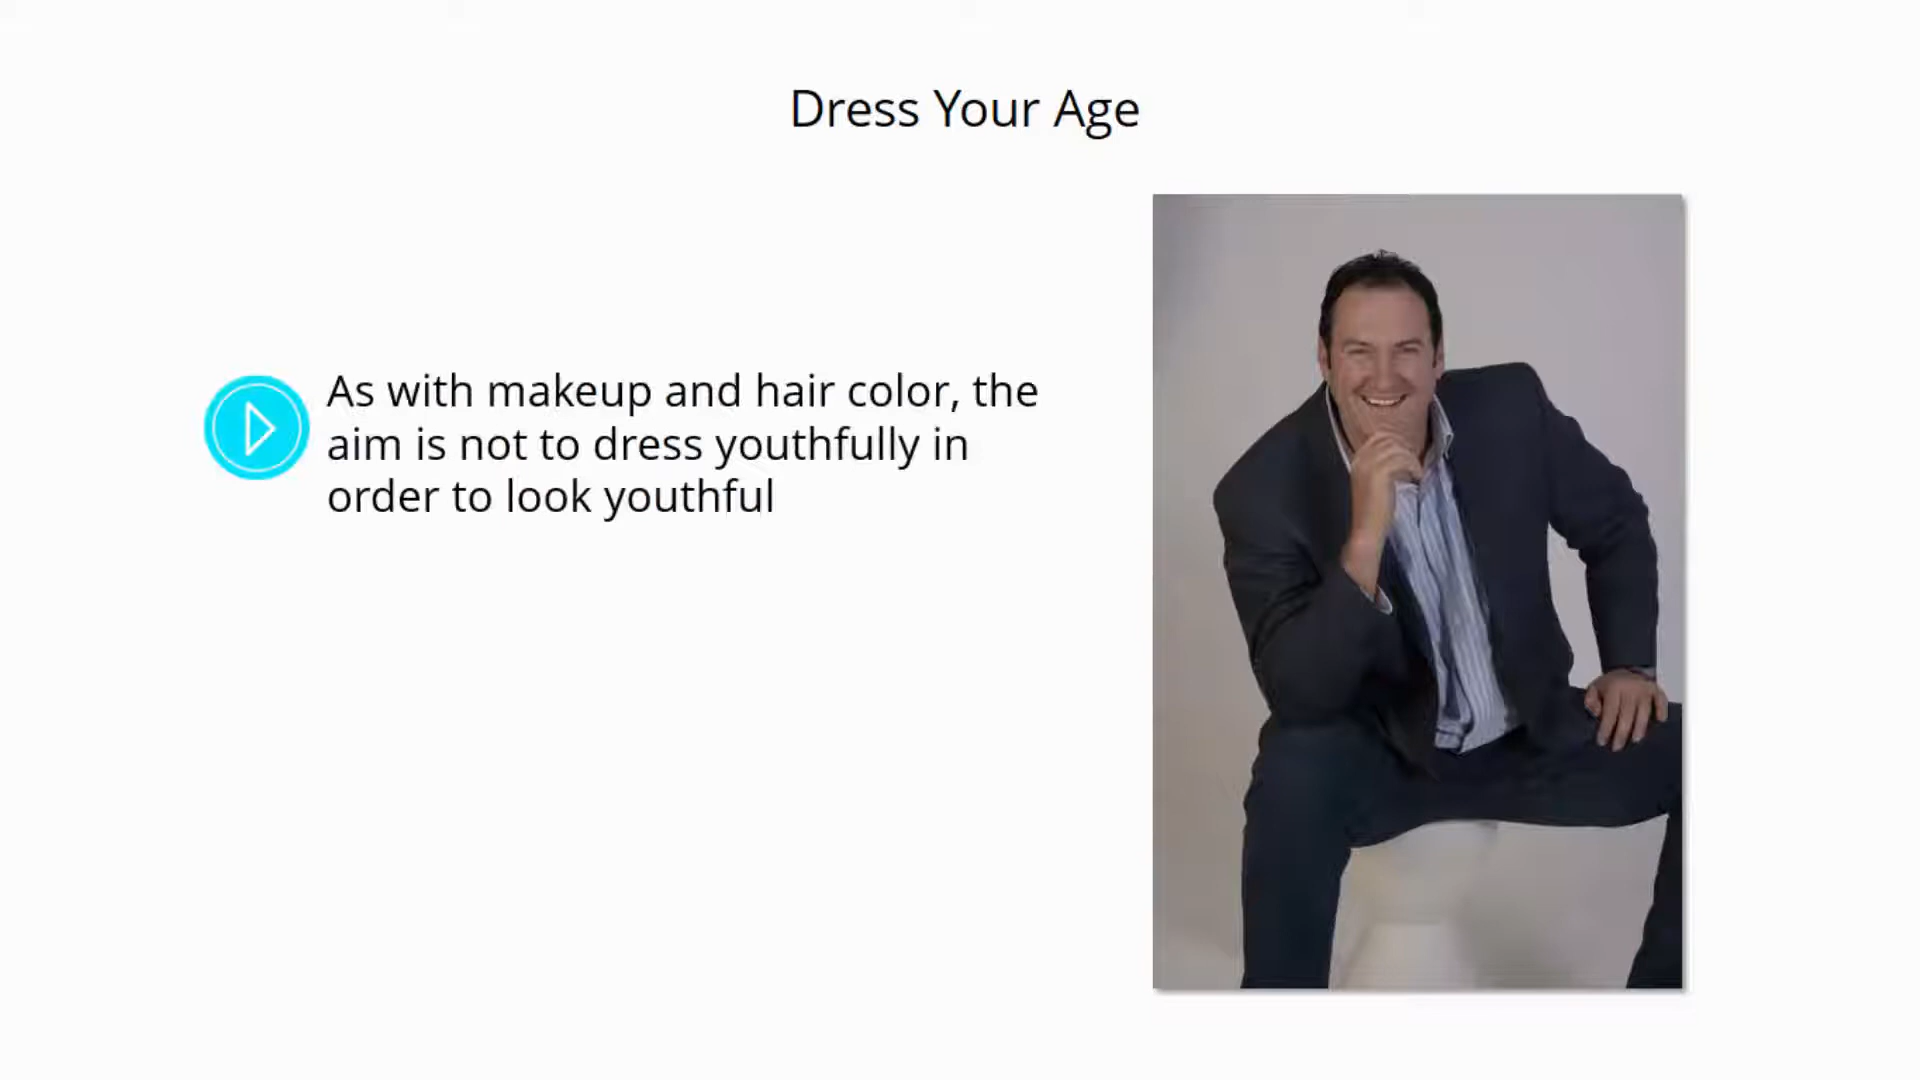 Dress Your Age
As with makeup and hair color, the
aim is not to dress youthfully in
order to look youthful